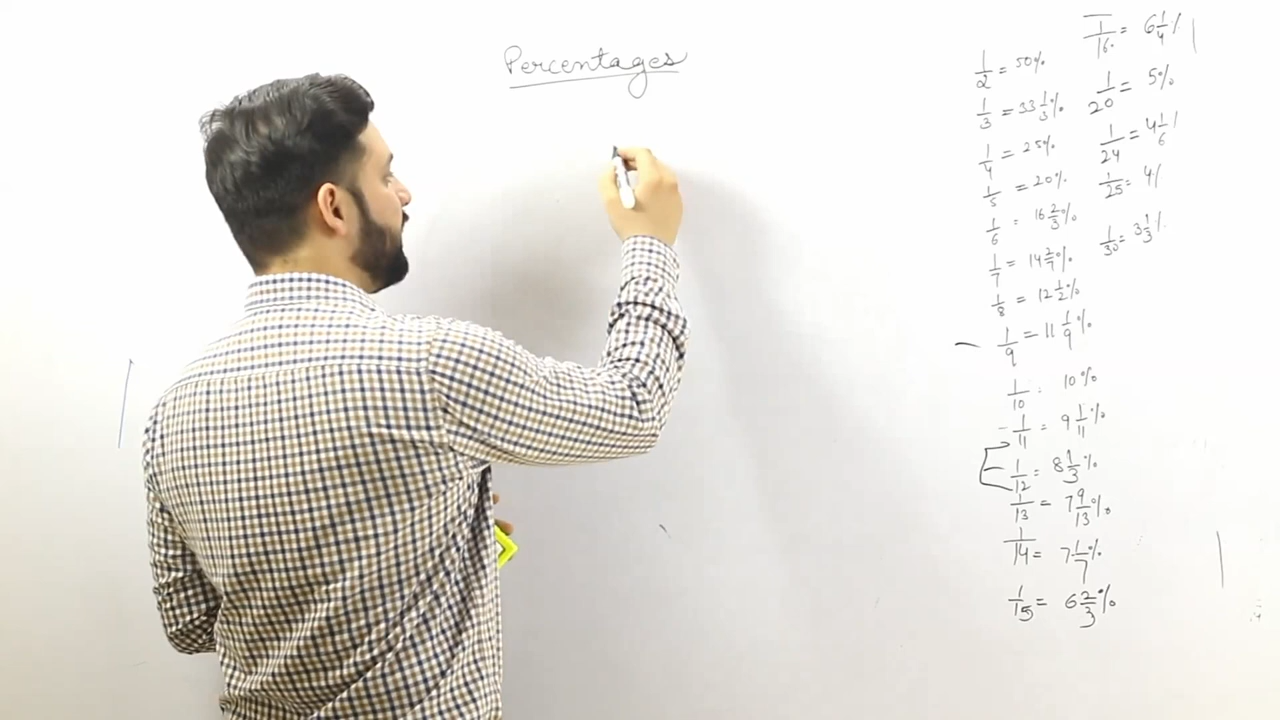 Percentages
1/2 = 50%
1/3 = 33 1/3%
1/4 = 25%
1/5 = 20%
1/6 = 16 2/3%
1/7 = 14 2/7%
1/8 = 12 1/2%
1/9 = 11 1/9%
1/10 = 10%
1/11 = 9 1/11%
1/12 = 8 1/3%
1/13 = 7 9/13%
1/14 = 7 1/7%
1/15 = 6 2/3%
1/16 = 6 1/4%
1/20 = 5%
1/24 = 4 1/6%
1/25 = 4%
1/30 = 3 1/3%